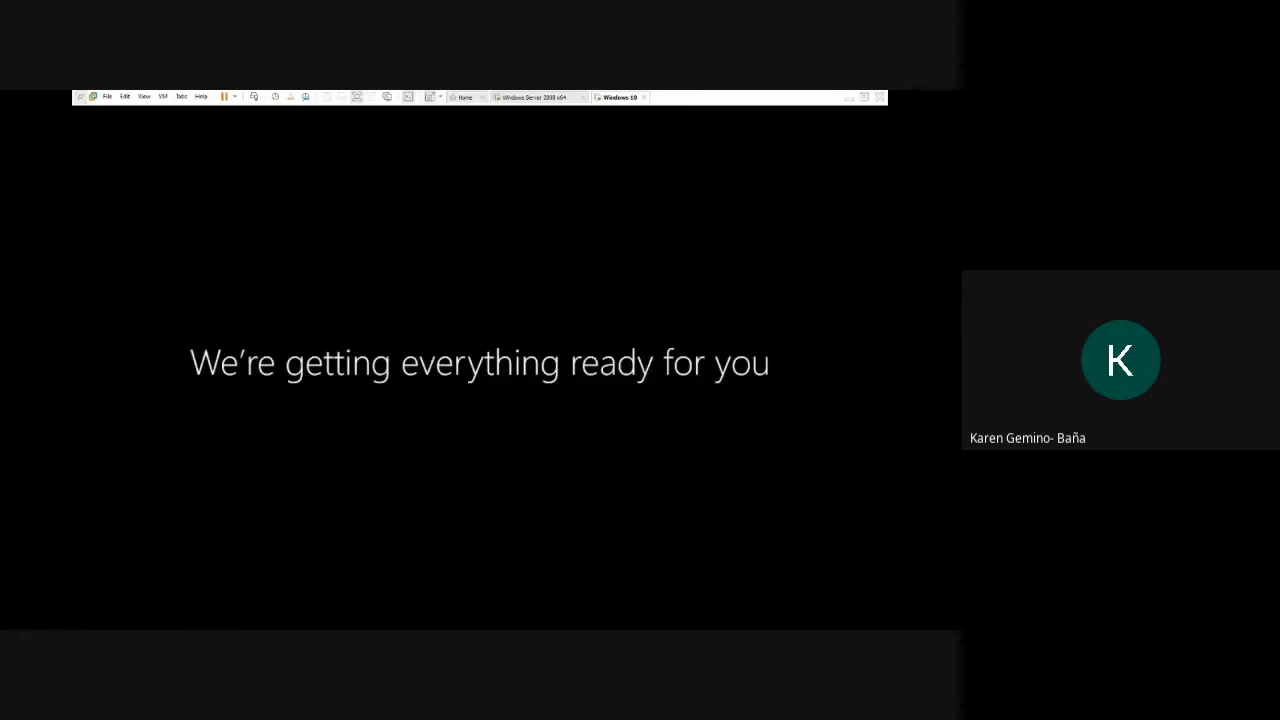 File Edit View VM Tabs Help Home Windows Server 2008 x64 Windows 10
We're getting everything ready for you
K
Karen Gemino- Baña